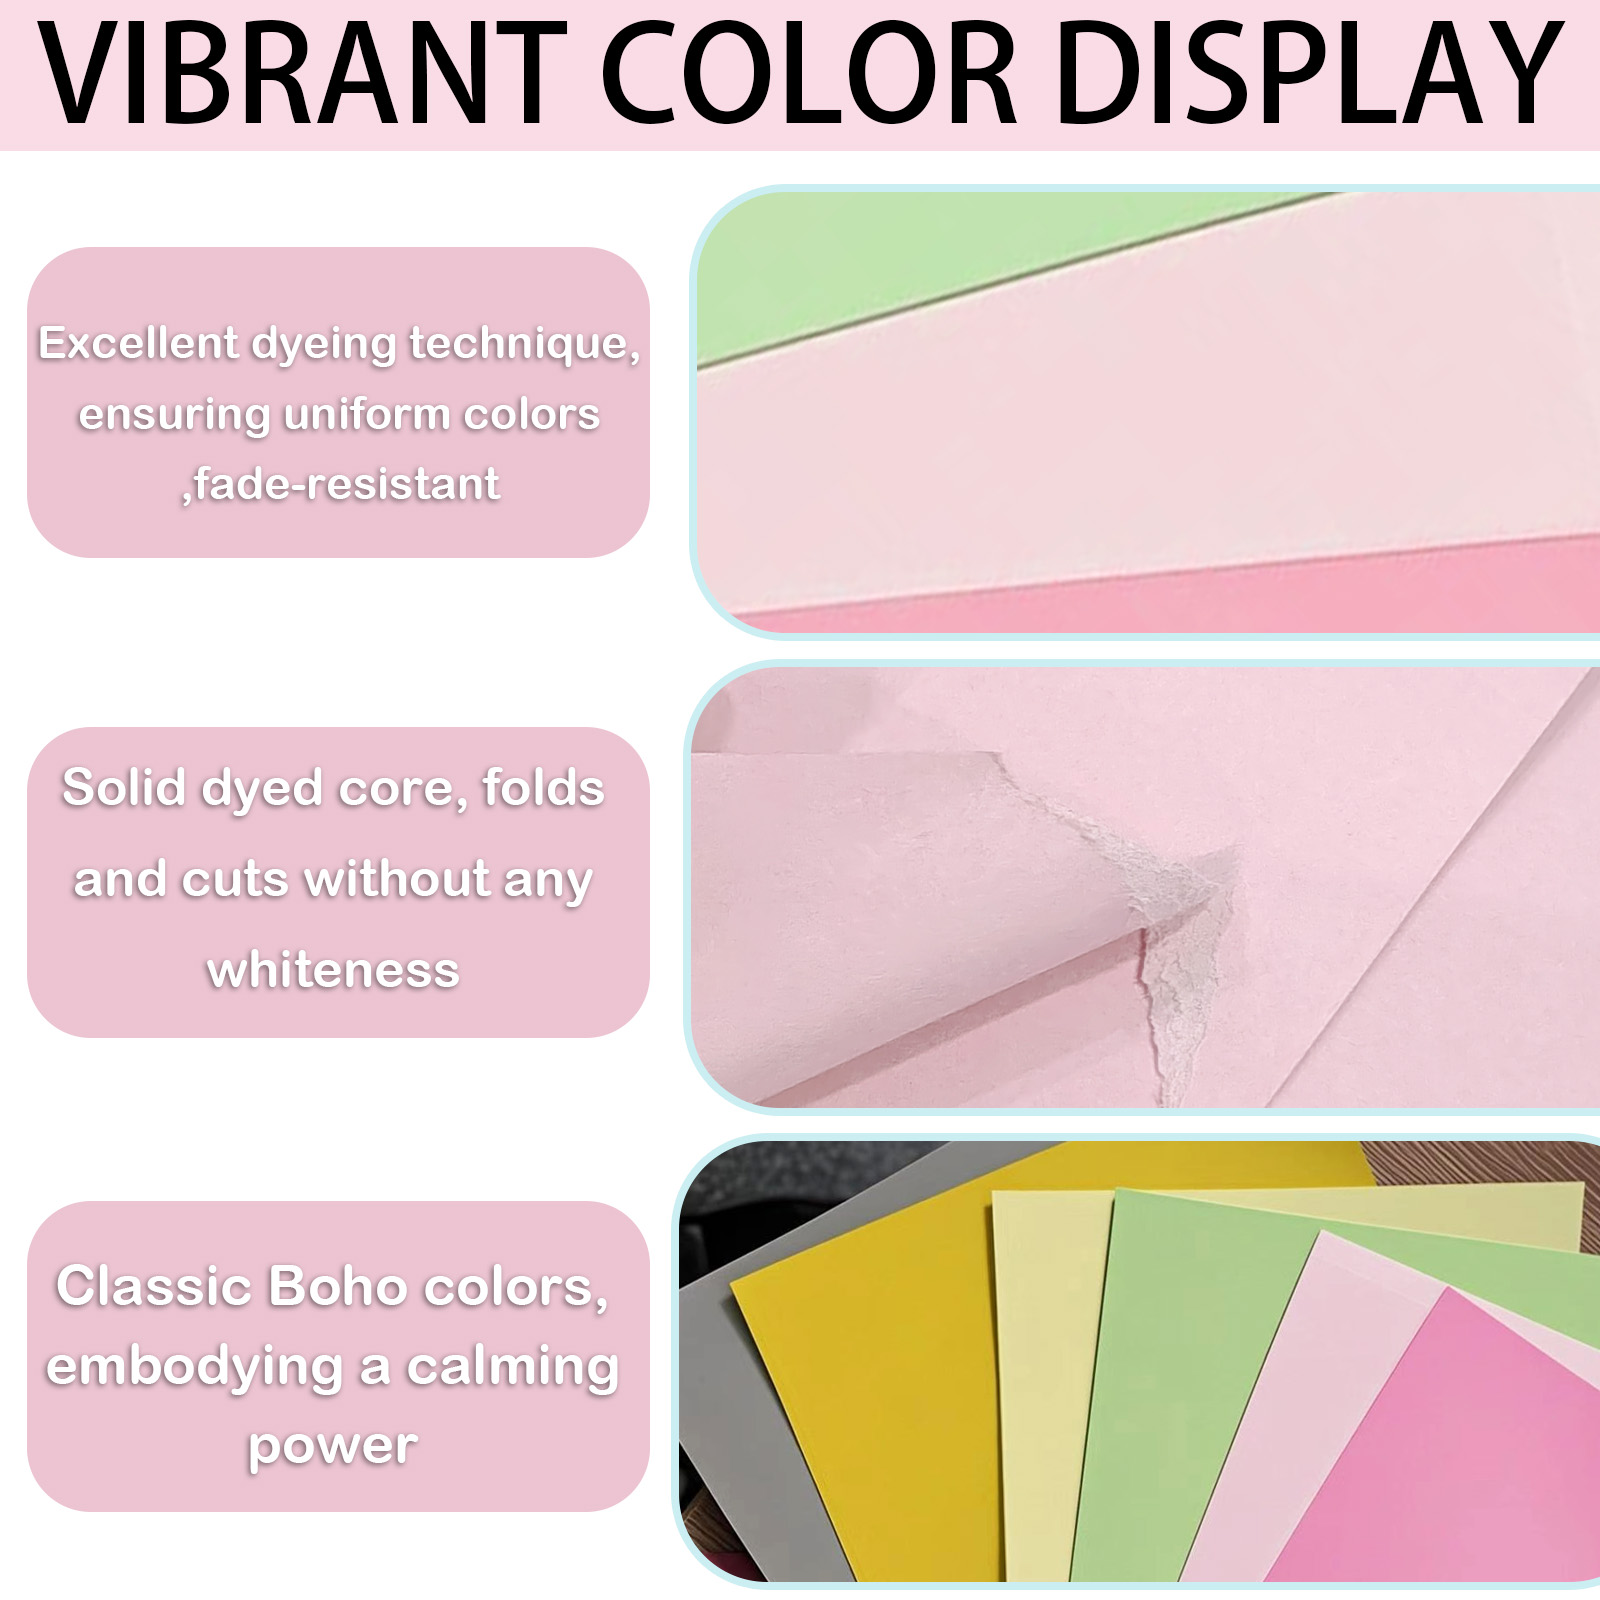 VIBRANT COLOR DISPLAY
Excellent dyeing technique,
ensuring uniform colors
,fade-resistant
Solid dyed core, folds
and cuts without any
whiteness
Classic Boho colors,
embodying a calming
power